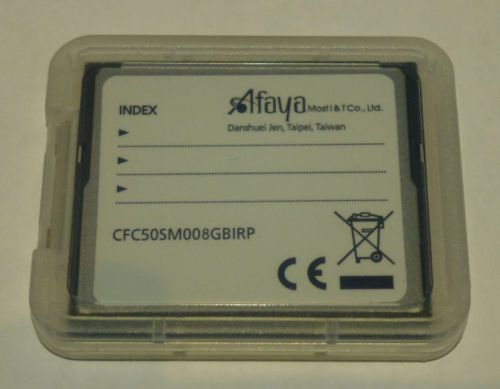 INDEX
Afaya Most I & T Co., Ltd.
Danshuei Jen, Taipei, Taiwan
CFC50SM008GBIRP
CE